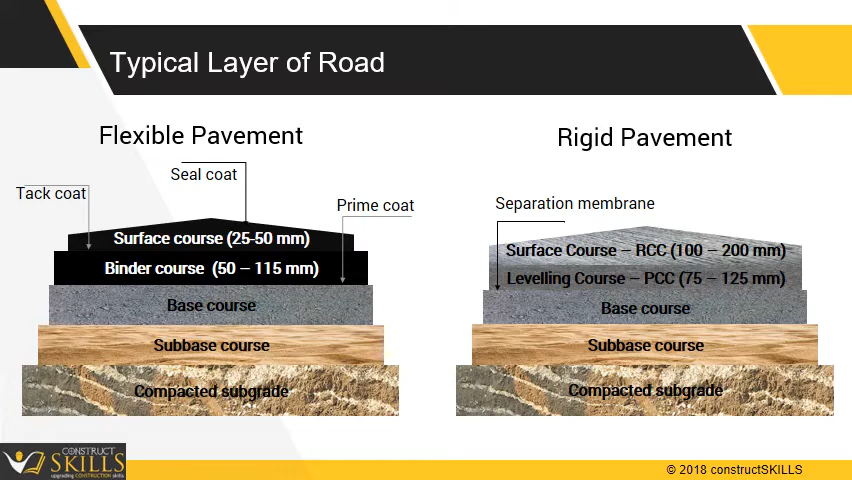 Typical Layer of Road
Flexible Pavement
Seal coat
Tack coat
Prime coat
Surface course (25-50 mm)
Binder course (50 – 115 mm)
Base course
Subbase course
Compacted subgrade
Rigid Pavement
Separation membrane
Surface Course – RCC (100 – 200 mm)
Levelling Course – PCC (75 – 125 mm)
Base course
Subbase course
Compacted subgrade
CONSTRUCT
SKILLS
upgrading CONSTRUCTION skills
© 2018 constructSKILLS